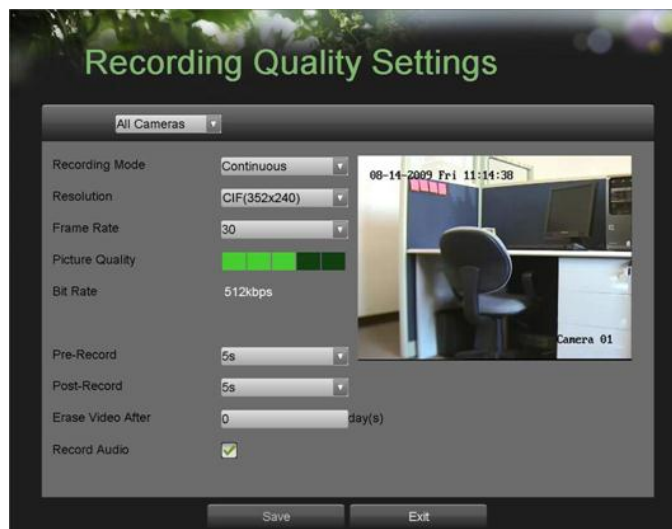 Recording Quality Settings
All Cameras
Recording Mode Continuous
Resolution CIF(352x240)
Frame Rate 30
Picture Quality
Bit Rate 512kbps
Pre-Record 5s
Post-Record 5s
Erase Video After 0 day(s)
Record Audio
08-14-2009 Fri 11:14:38
Camera 01
Save Exit